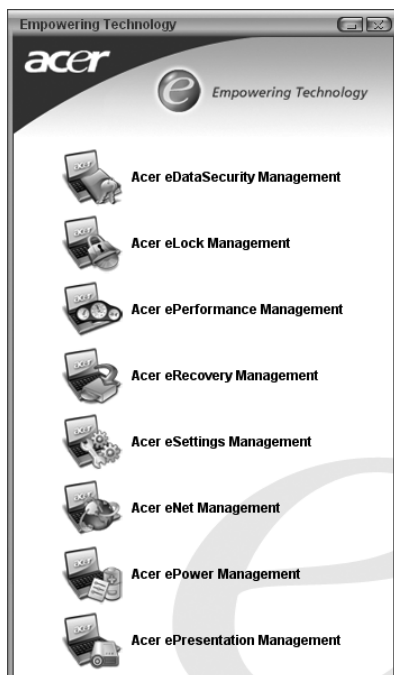 Empowering Technology
acer
e Empowering Technology
Acer eDataSecurity Management
Acer eLock Management
Acer ePerformance Management
Acer eRecovery Management
Acer eSettings Management
Acer eNet Management
Acer ePower Management
Acer ePresentation Management